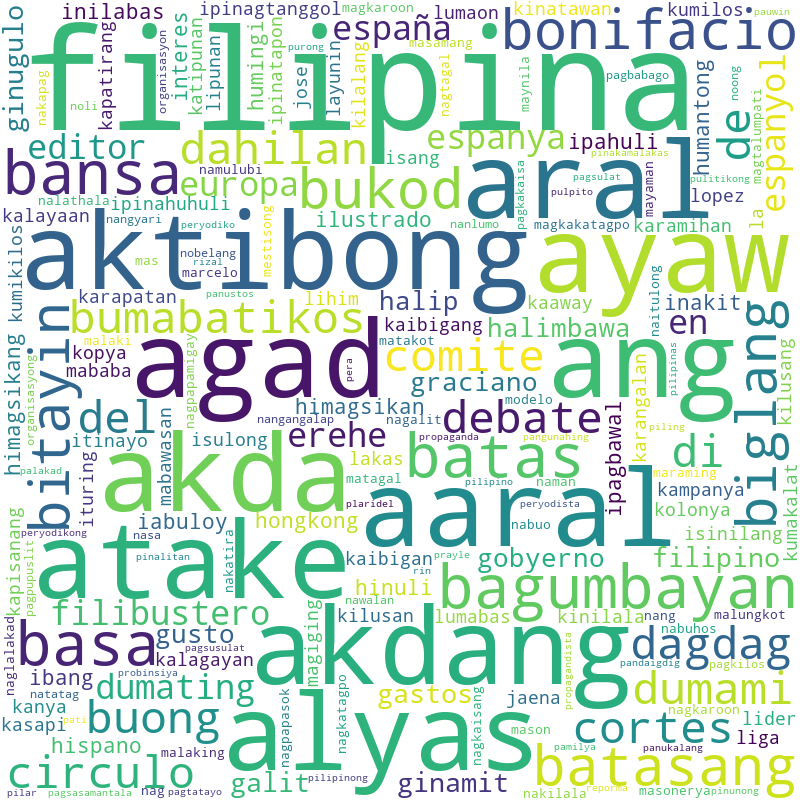 inilabas ipinagtanggol magkaroon lumaon kinatawan kumilos pauwin
filipina españa bonifacio
ginugulo nakapag noli organisasyon kapatirang katipunan interes lipunan humingi ipinatapon jose layunin kilalang masamang nagtagal maynila pagbabago noong
editor dahilan espanya ipahuli humantong de magtalumpati espanyol
isang pinakamalakas
bansa namulubi europa bukod aral pagkakaisa pagsulat pulpito mayaman pulitikong
nalathala ipinahuhuli lopez la
kalayaan nangyari peryodiko ilustrado nanlumo magkakatagpo karamihan
aktibong mas nobelang mestisong ayaw
kumikilos rizal marcelo kaaway naitulong
karapatan panustos lihim halip inakit
bitayin bumabatikos kaibigang halimbawa en pilipinas
himagsikang organisasyong malaki matakot biglang
kopya agad pera comite ang kilusang
mababa nagpapamigay graciano karangalan
himagsikan modelo
del nangangalap nagalit debate piling
itinayo isulong erehe propaganda pangunahing
palakad ituring mabawasan lakas batas ipagbawal di maraming
akda matagal pilipino naman kampanya
plaridel aaral peryodista kolonya kumakalat
iabuloy hongkong nabuo
peryodikong nasa isinilang
kapisanang pagpupuslit atake pinalitan nakatira kaibigan prayle gobyerno filipino
rin
hinuli bagumbayan
filibustero nawalan
basa gusto kilusan lumabas kinilala nang malungkot
naglalakad pagsusulat magiging akdang nabuhos dagdag
kalagayan pandaigdig pagkilos
ibang probinsiya
natatag dumating gastos dumami
kanya nagpapasok nagkatagpo nagkaisang jaena propagandista nagkaroon
kasapi pati buong alyas mason cortes lider
hispano malaking pamilya panukalang liga
circulo galit pilipinong ginamit batasang
pilar pagsasamantala nag pagtatayo nakilala reporma masonerya pinunong
purong